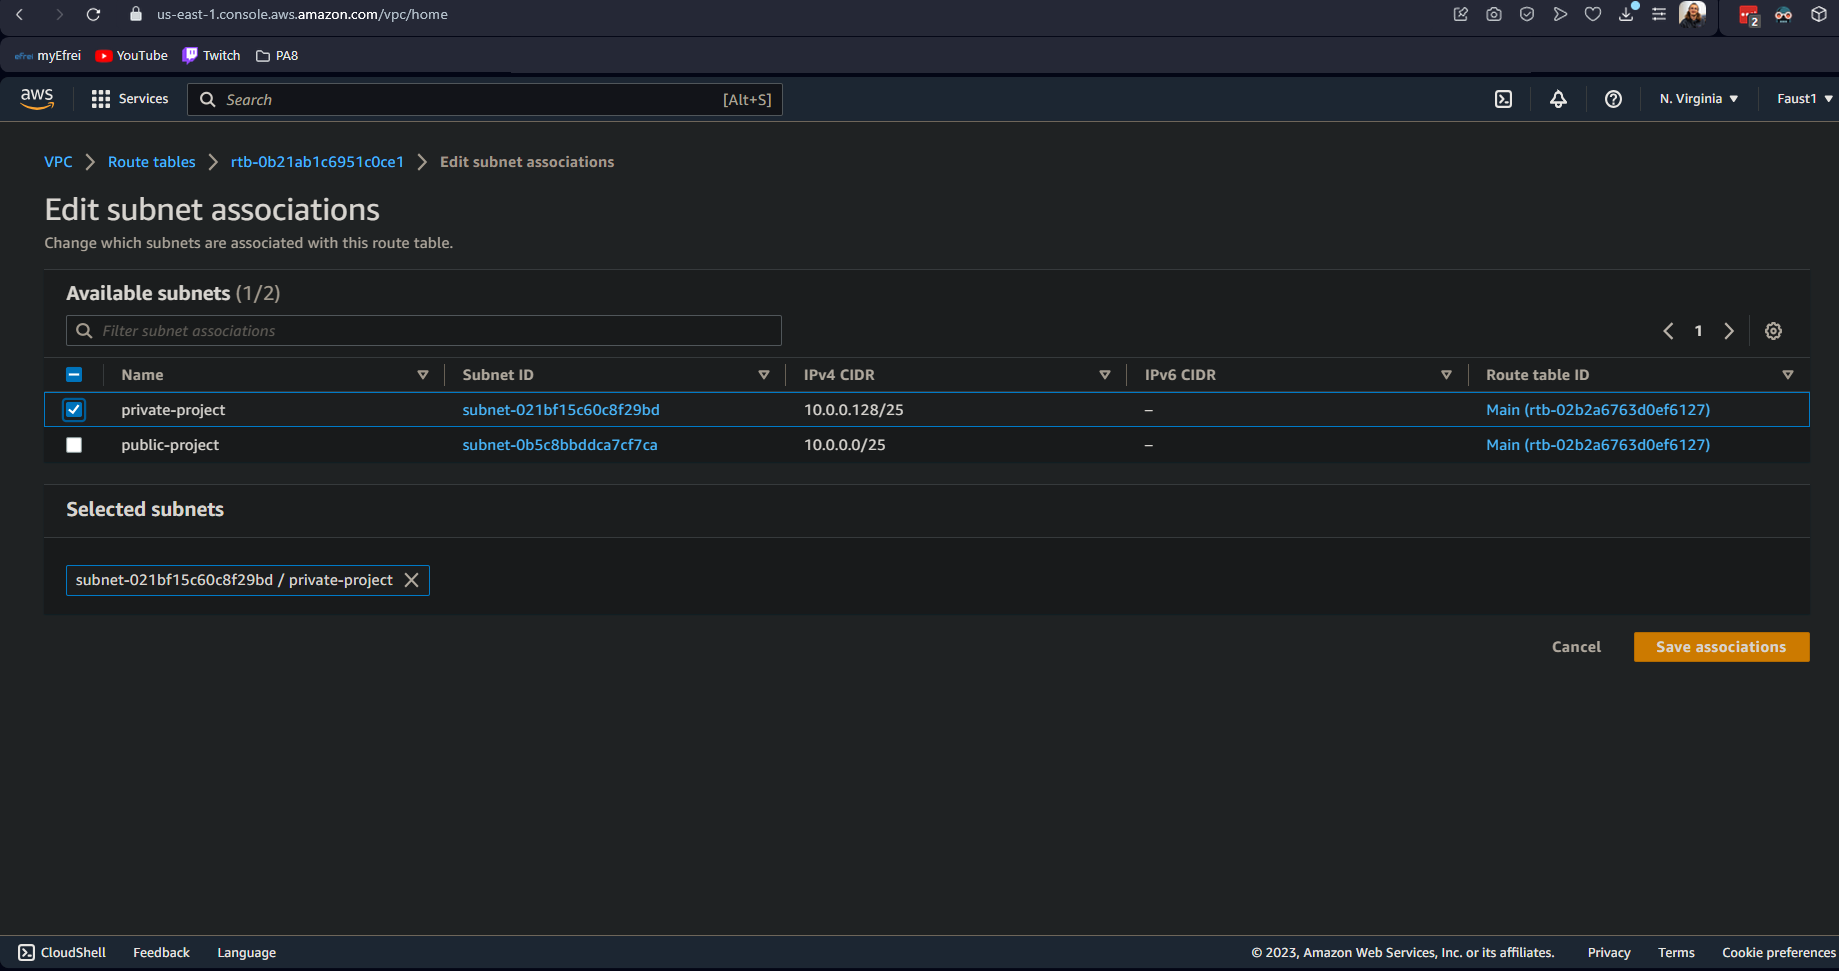 us-east-1.console.aws.amazon.com/vpc/home
2
efrei myEfrei YouTube Twitch PA8
aws Services Search [Alt+S] N. Virginia Faust1
VPC Route tables rtb-0b21ab1c6951c0ce1 Edit subnet associations
Edit subnet associations
Change which subnets are associated with this route table.
Available subnets (1/2)
Filter subnet associations 1
Name Subnet ID IPv4 CIDR IPv6 CIDR Route table ID
private-project subnet-021bf15c60c8f29bd 10.0.0.128/25 – Main (rtb-02b2a6763d0ef6127)
public-project subnet-0b5c8bbddca7cf7ca 10.0.0.0/25 – Main (rtb-02b2a6763d0ef6127)
Selected subnets
subnet-021bf15c60c8f29bd / private-project
Cancel Save associations
CloudShell Feedback Language © 2023, Amazon Web Services, Inc. or its affiliates. Privacy Terms Cookie preferences